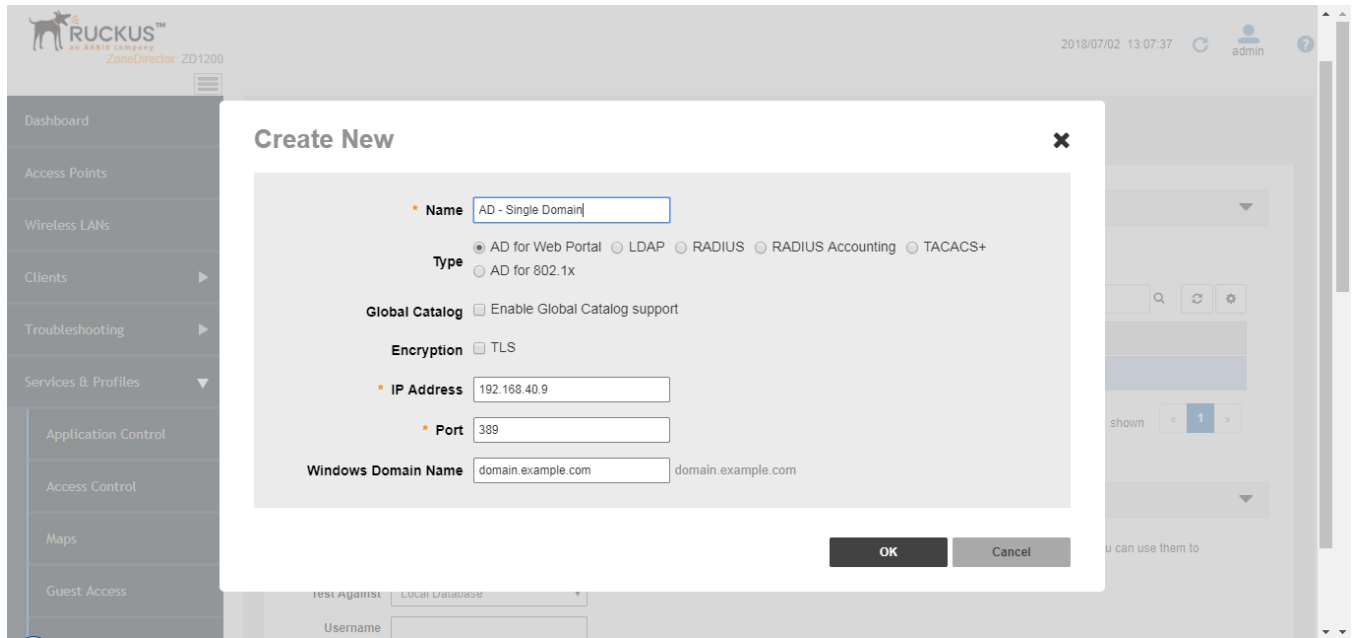 RUCKUS™
an ARRIS company
ZoneDirector ZD1200
2018/07/02 13:07:37
admin
?
Dashboard
Access Points
Wireless LANs
Clients
Troubleshooting
Services & Profiles
Application Control
Access Control
Maps
Guest Access
Create New
* Name AD - Single Domain
Type AD for Web Portal LDAP RADIUS RADIUS Accounting TACACS+
AD for 802.1x
Global Catalog Enable Global Catalog support
Encryption TLS
* IP Address 192.168.40.9
* Port 389
Windows Domain Name domain.example.com domain.example.com
OK Cancel
shown « 1 »
u can use them to
Test Against Local Database
Username